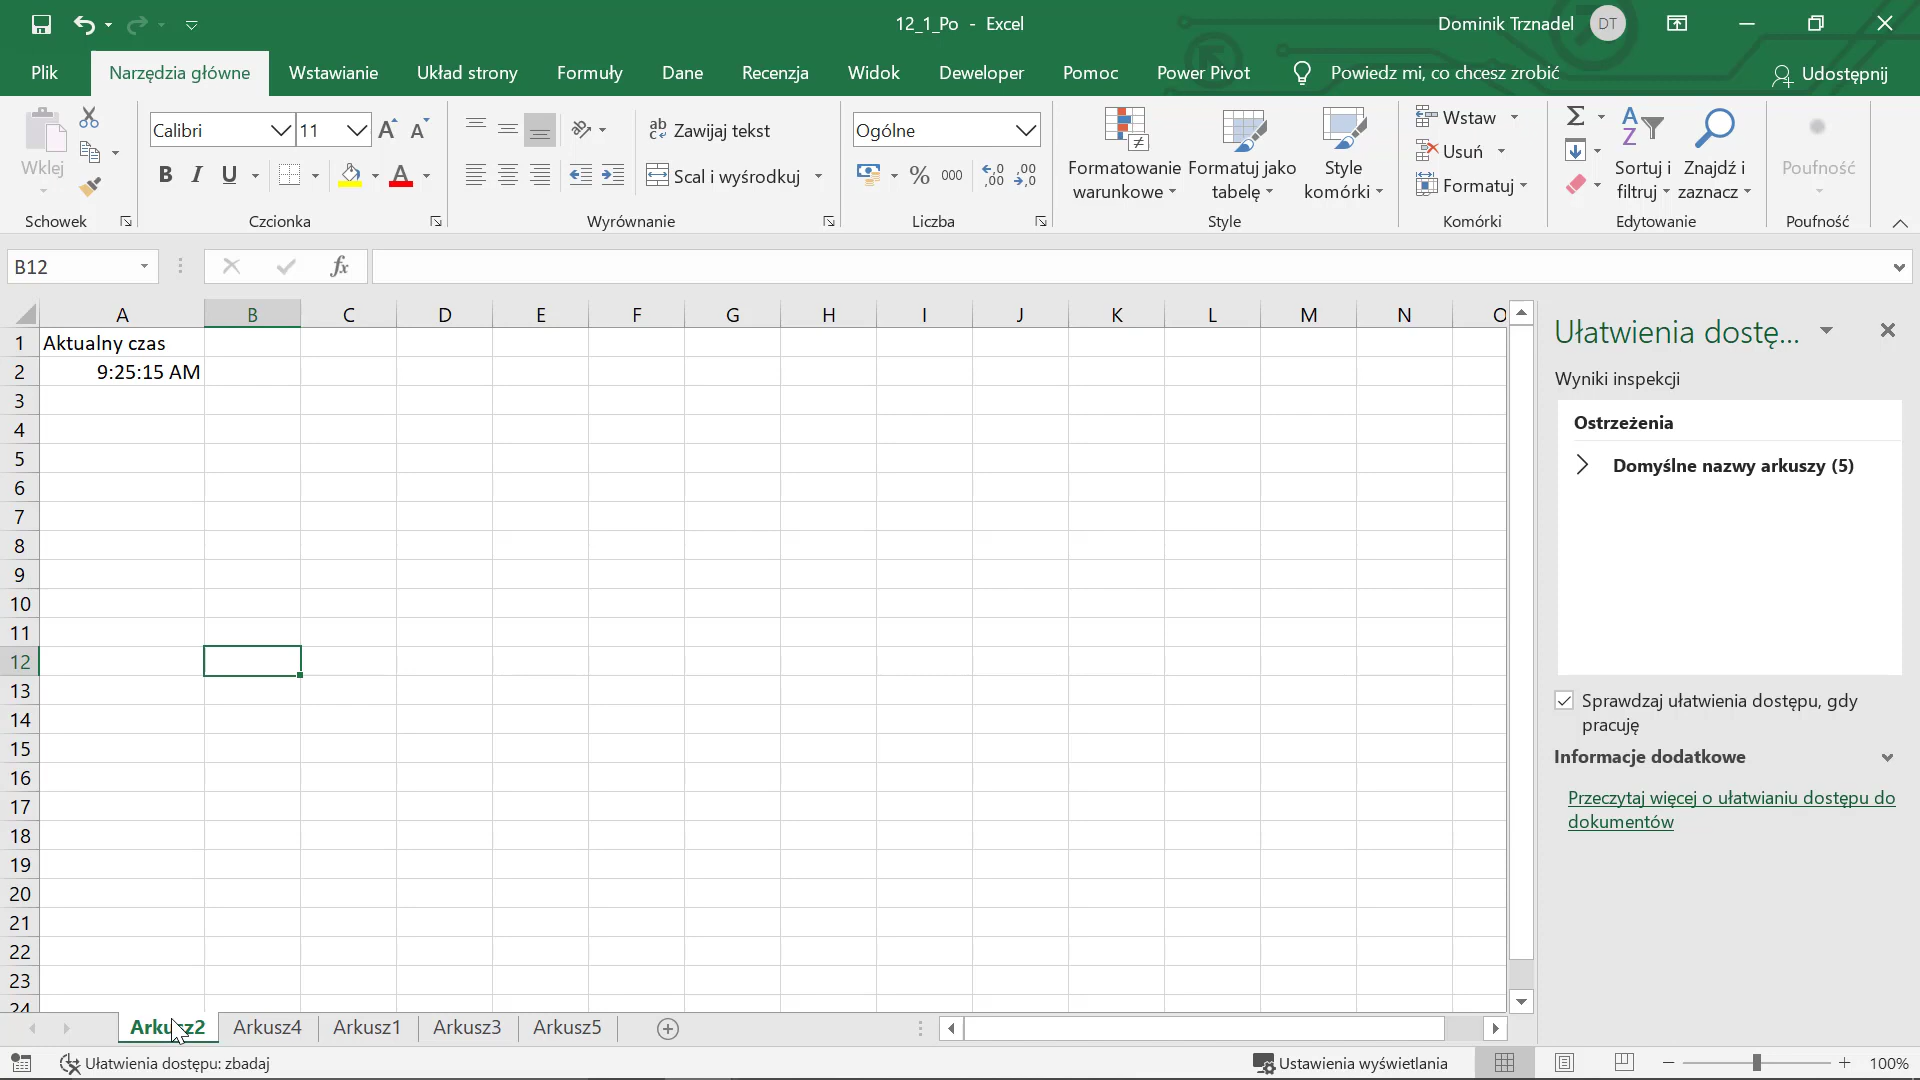 12_1_Po - Excel
Dominik Trznadel DT
Plik Narzędzia główne Wstawianie Układ strony Formuły Dane Recenzja Widok Deweloper Pomoc Power Pivot Powiedz mi, co chcesz zrobić Udostępnij
Wklej
Schowek
Calibri 11
B I U A
Czcionka
Zawijaj tekst
Scal i wyśrodkuj
Wyrównanie
Ogólne
% 000
Liczba
Formatowanie warunkowe
Formatuj jako tabelę
Style komórki
Style
Wstaw
Usuń
Formatuj
Komórki
Sortuj i filtruj
Znajdź i zaznacz
Edytowanie
Poufność
Poufność
B12 fx
A B C D E F G H I J K L M N O
1 Aktualny czas
2 9:25:15 AM
3
4
5
6
7
8
9
10
11
12
13
14
15
16
17
18
19
20
21
22
23
24
Ułatwienia dostę...
Wyniki inspekcji
Ostrzeżenia
Domyślne nazwy arkuszy (5)
Sprawdzaj ułatwienia dostępu, gdy
pracuję
Informacje dodatkowe
Przeczytaj więcej o ułatwianiu dostępu do
dokumentów
Arkusz2 Arkusz4 Arkusz1 Arkusz3 Arkusz5
Ułatwienia dostępu: zbadaj
Ustawienia wyświetlania
100%